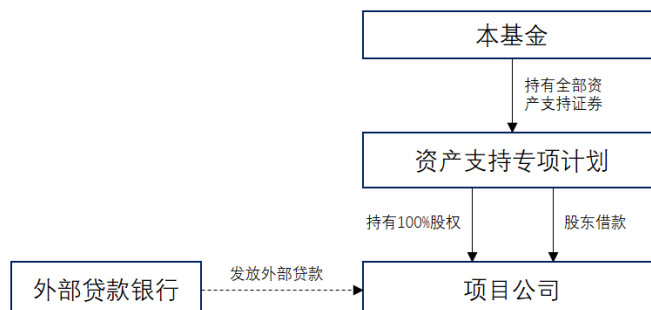 本基金
持有全部资
产支持证券
资产支持专项计划
持有100%股权
股东借款
外部贷款银行
发放外部贷款
项目公司